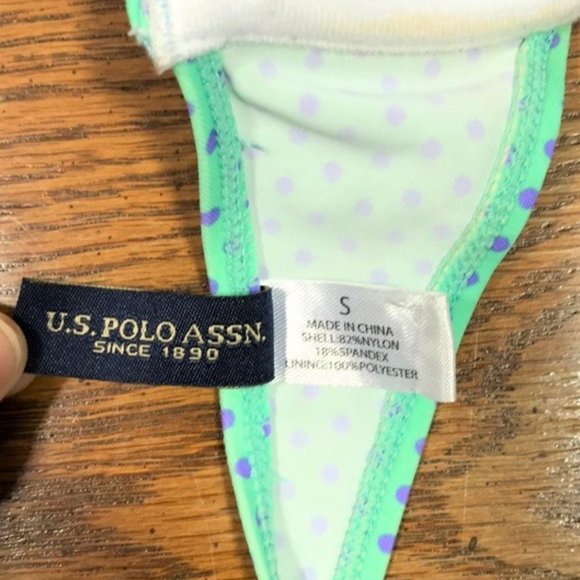 U.S. POLO ASSN.
SINCE 1890
S
MADE IN CHINA
SHELL:82%NYLON
18%SPANDEX
LINING:100%POLYESTER